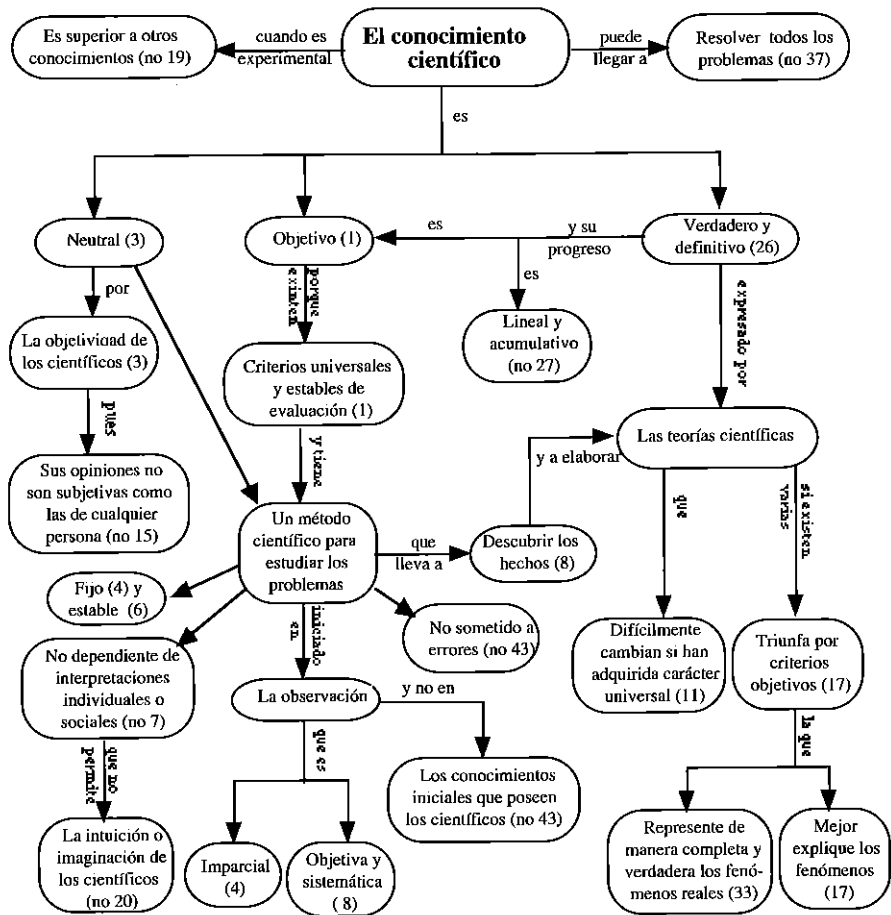 Es superior a otros
conocimientos (no 19)
cuando es
experimental
El conocimiento
científico
puede
llegar a
Resolver todos los
problemas (no 37)
es
Neutral (3)
Objetivo (1)
es
y su
progreso
Verdadero y
definitivo (26)
por
porque
existen
es
Lineal y
acumulativo
(no 27)
expresado por
La objetividad de
los científicos (3)
Criterios universales
y estables de
evaluación (1)
pues
y tiene
y a elaborar
Las teorías científicas
Sus opiniones no
son subjetivas como
las de cualquier
persona (no 15)
Un método
científico para
estudiar los
problemas
que
lleva a
Descubrir los
hechos (8)
que
si existen
varias
Fijo (4) y
estable (6)
No sometido a
errores (no 43)
iniciado
en
No dependiente de
interpretaciones
individuales o
sociales (no 7)
La observación
y no en
Difícilmente
cambian si han
adquirida carácter
universal (11)
Triunfa por
criterios
objetivos (17)
que no
permite
que es
Los conocimientos
iniciales que poseen
los científicos (no 43)
la que
La intuición o
imaginación de
los científicos
(no 20)
Imparcial
(4)
Objetiva y
sistemática
(8)
Represente de
manera completa y
verdadera los fenó-
menos reales (33)
Mejor
explique los
fenómenos
(17)